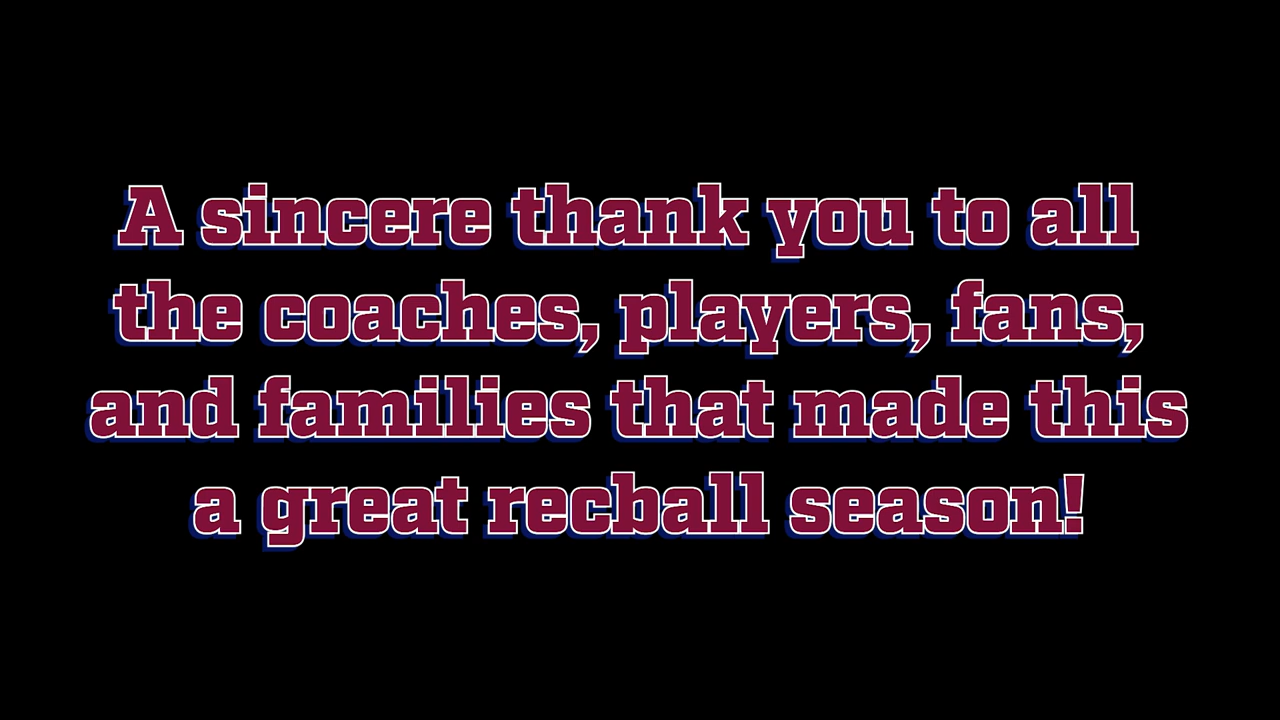 A sincere thank you to all
the coaches, players, fans,
and families that made this
a great recball season!